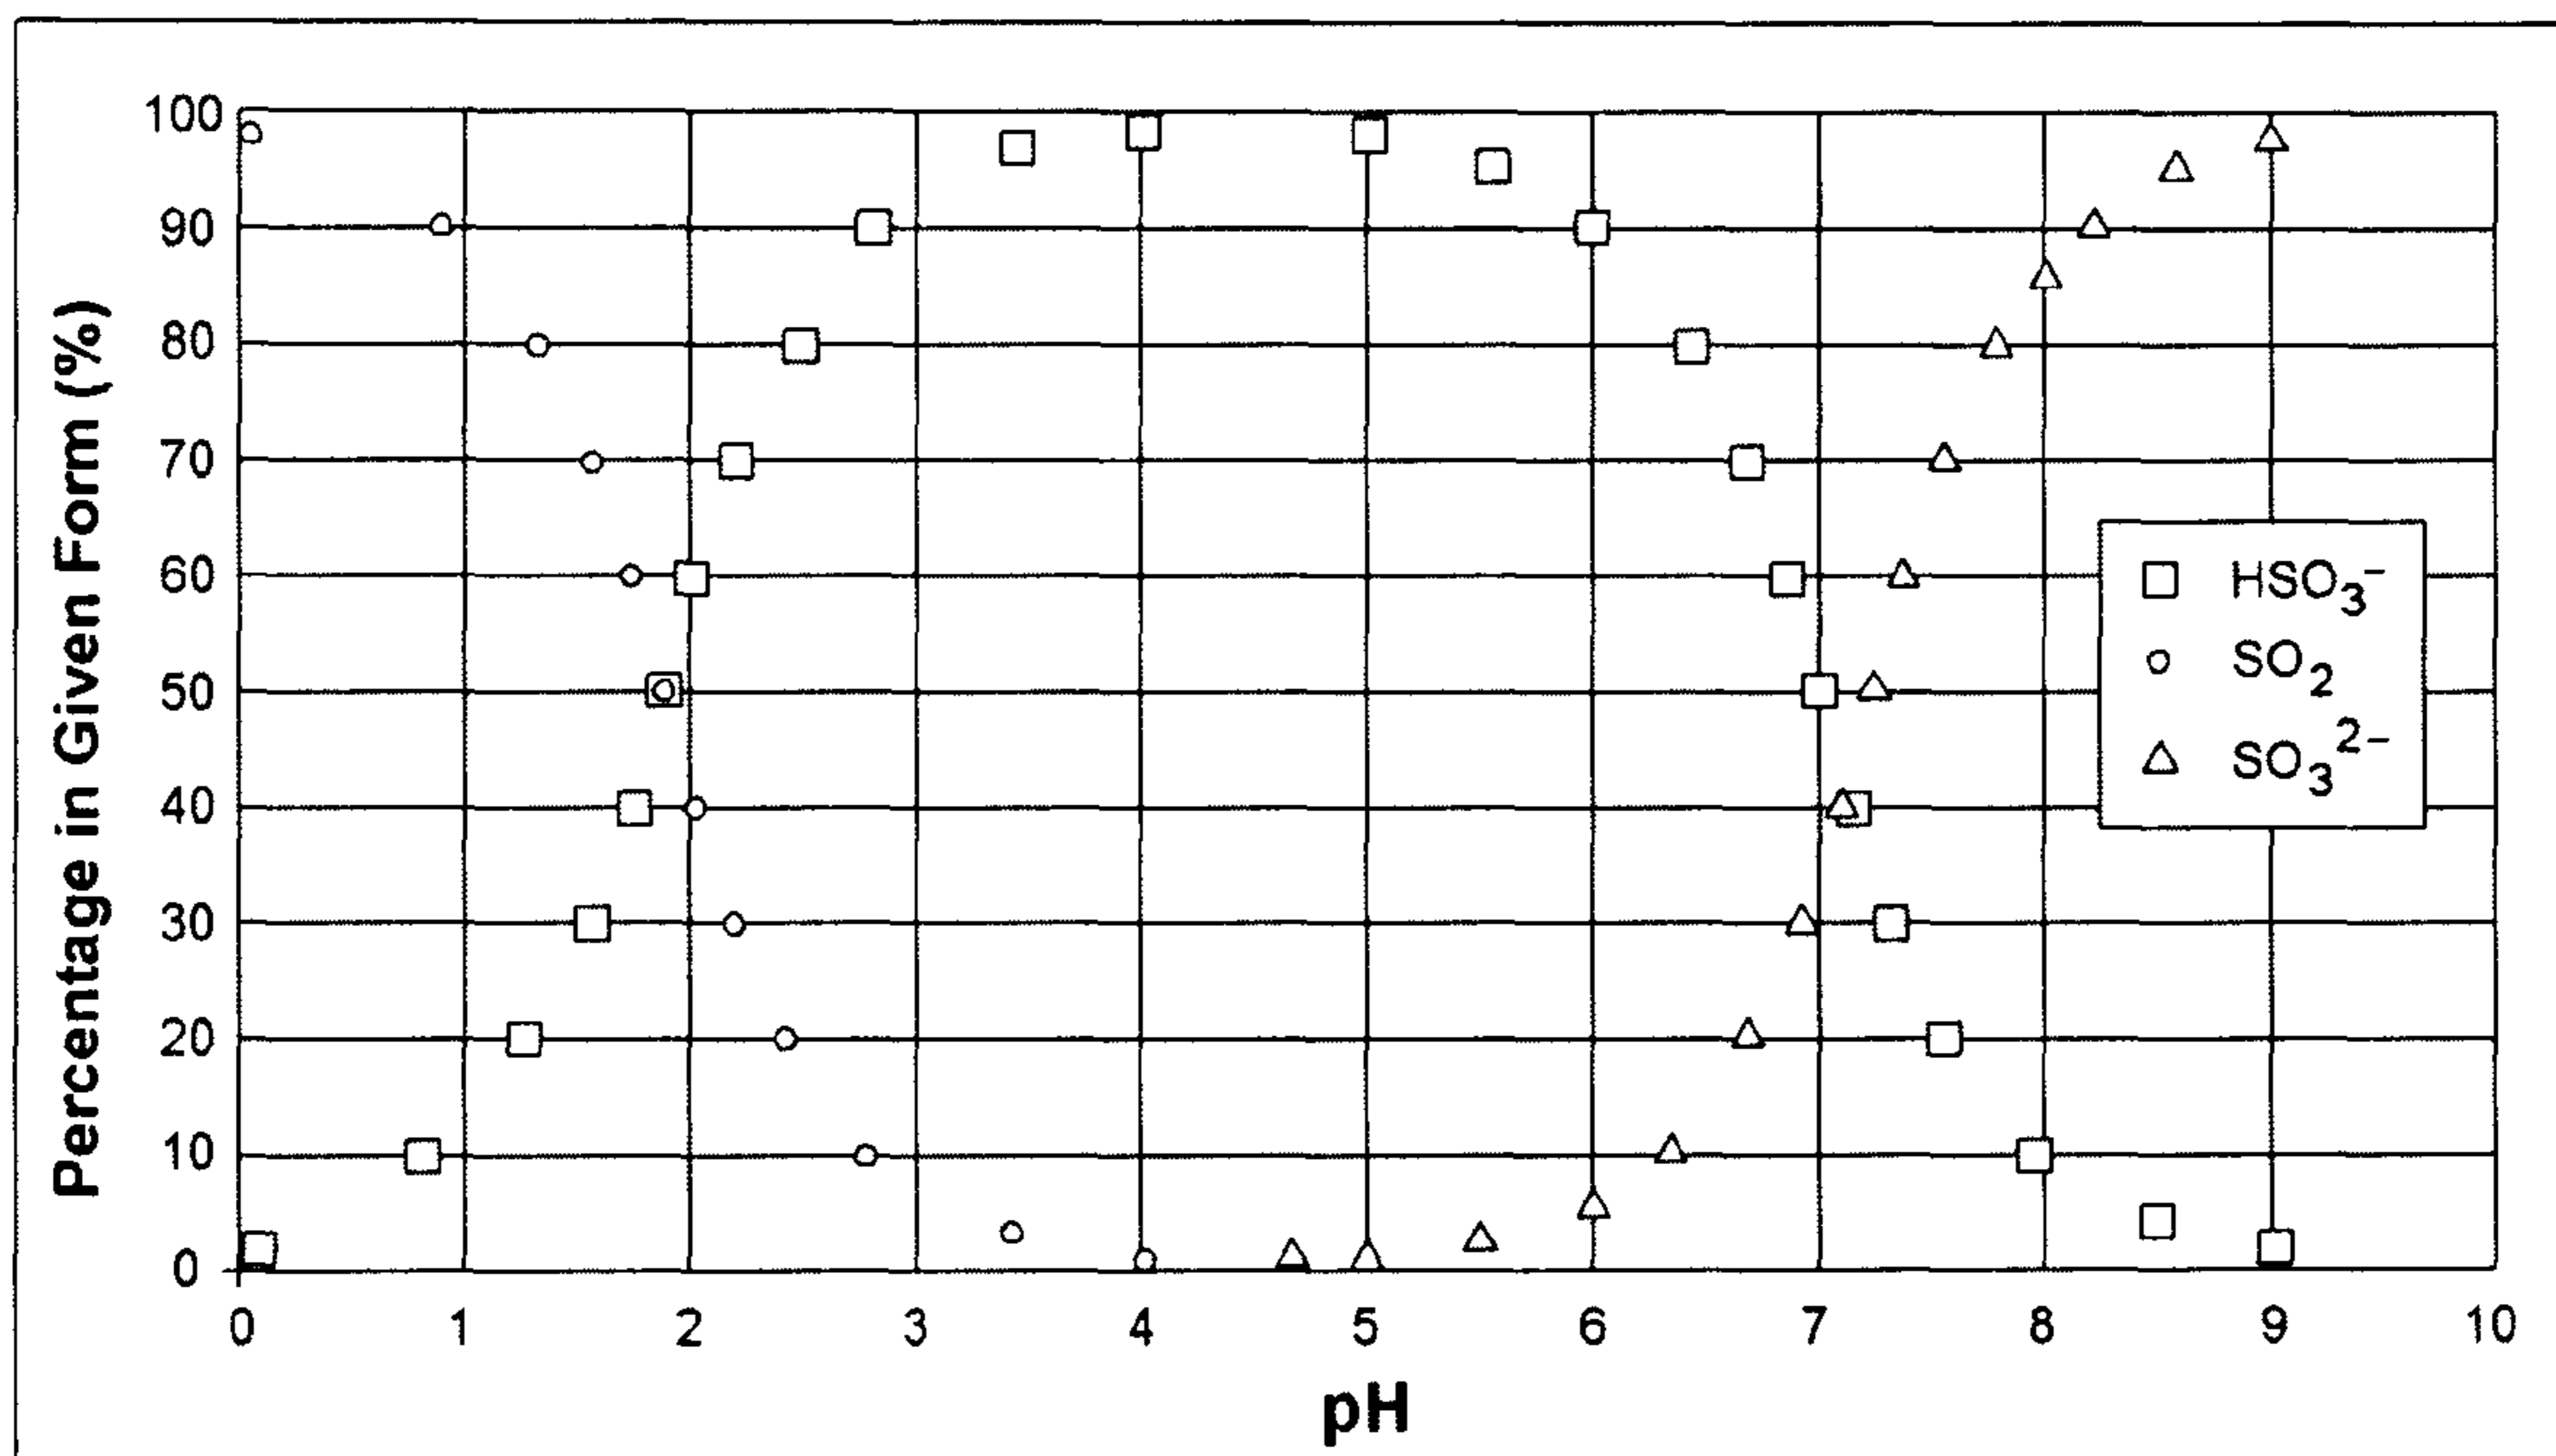 Percentage in Given Form (%)
100
90
80
70
60
50
40
30
20
10
0
0 1 2 3 4 5 6 7 8 9 10
pH
HSO₃⁻
SO₂
SO₃²⁻